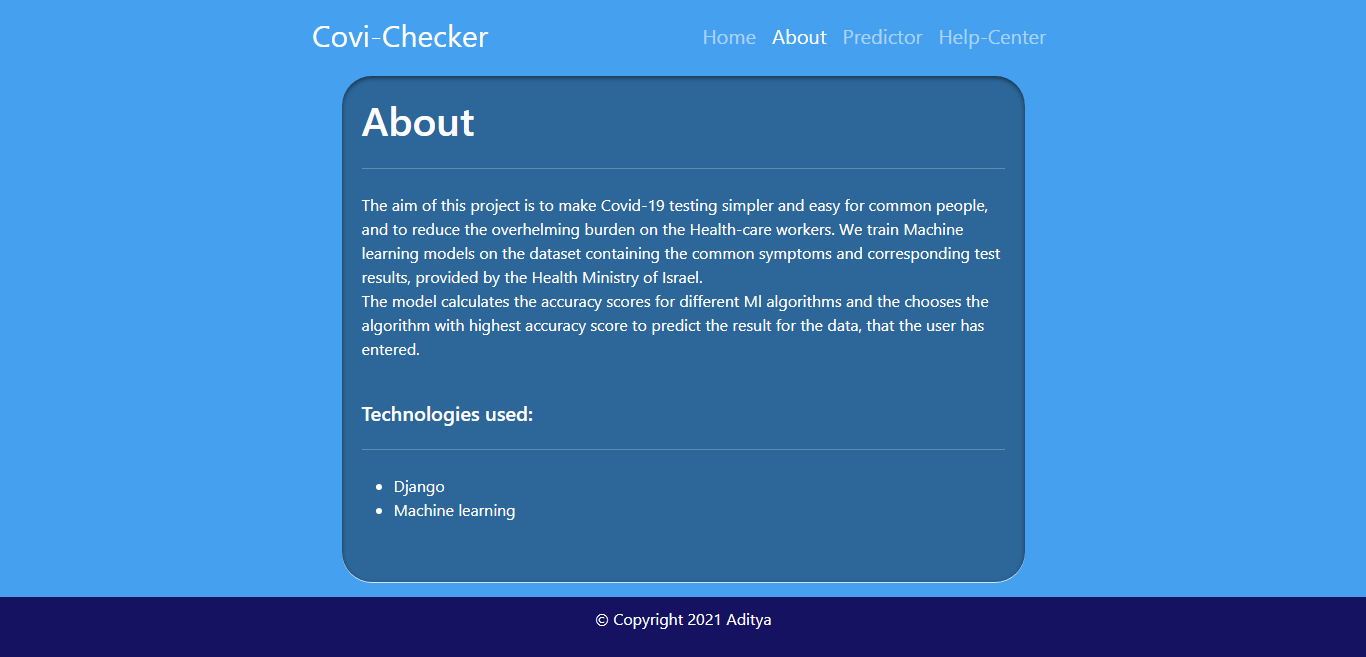 Covi-Checker
Home About Predictor Help-Center
About
The aim of this project is to make Covid-19 testing simpler and easy for common people,
and to reduce the overhelming burden on the Health-care workers. We train Machine
learning models on the dataset containing the common symptoms and corresponding test
results, provided by the Health Ministry of Israel.
The model calculates the accuracy scores for different Ml algorithms and the chooses the
algorithm with highest accuracy score to predict the result for the data, that the user has
entered.
Technologies used:
• Django
• Machine learning
© Copyright 2021 Aditya